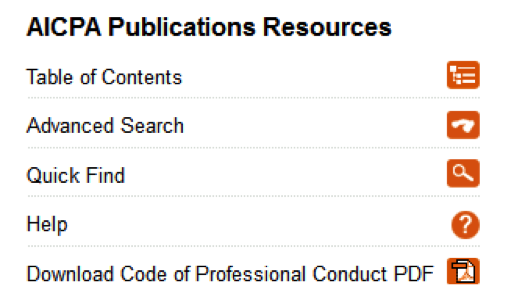 AICPA Publications Resources
Table of Contents
Advanced Search
Quick Find
Help
?
Download Code of Professional Conduct PDF